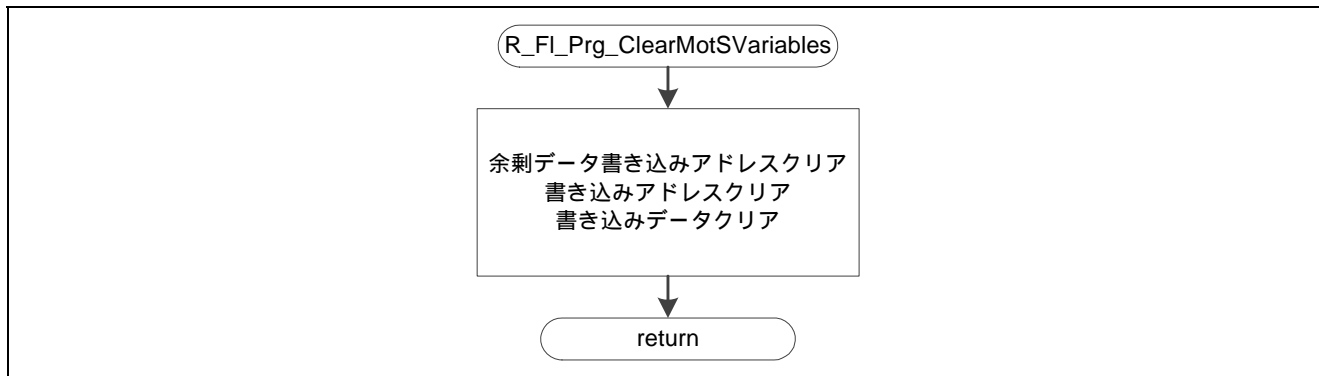 R_Fl_Prg_ClearMotSVariables
余剰データ書き込みアドレスクリア
書き込みアドレスクリア
書き込みデータクリア
return